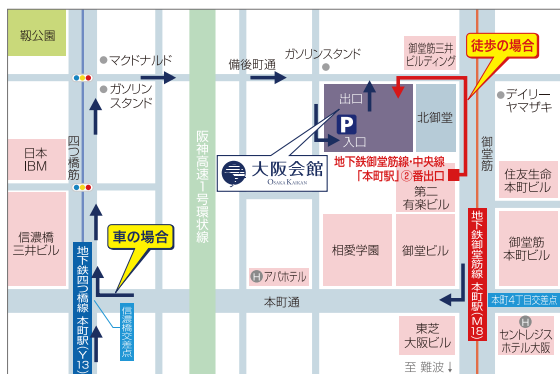 靱公園
マクドナルド
ガソリン
スタンド
備後町通
ガソリンスタンド
御堂筋三井
ビルディング
徒歩の場合
デイリー
ヤマザキ
出口
P
入口
北御堂
御堂筋
四つ橋筋
日本
IBM
阪神高速1号環状線
大阪会館
OSAKA KAIKAN
地下鉄御堂筋線・中央線
「本町駅」②番出口
第二
有楽ビル
住友生命
本町ビル
信濃橋
三井ビル
車の場合
地下鉄四つ橋線 本町駅(Y13)
信濃橋交差点
H アパホテル
相愛学園
御堂ビル
地下鉄御堂筋線 本町駅(M18)
御堂筋
本町ビル
本町通
本町4丁目交差点
東芝
大阪ビル
H
セントレジス
ホテル大阪
至 難波↓